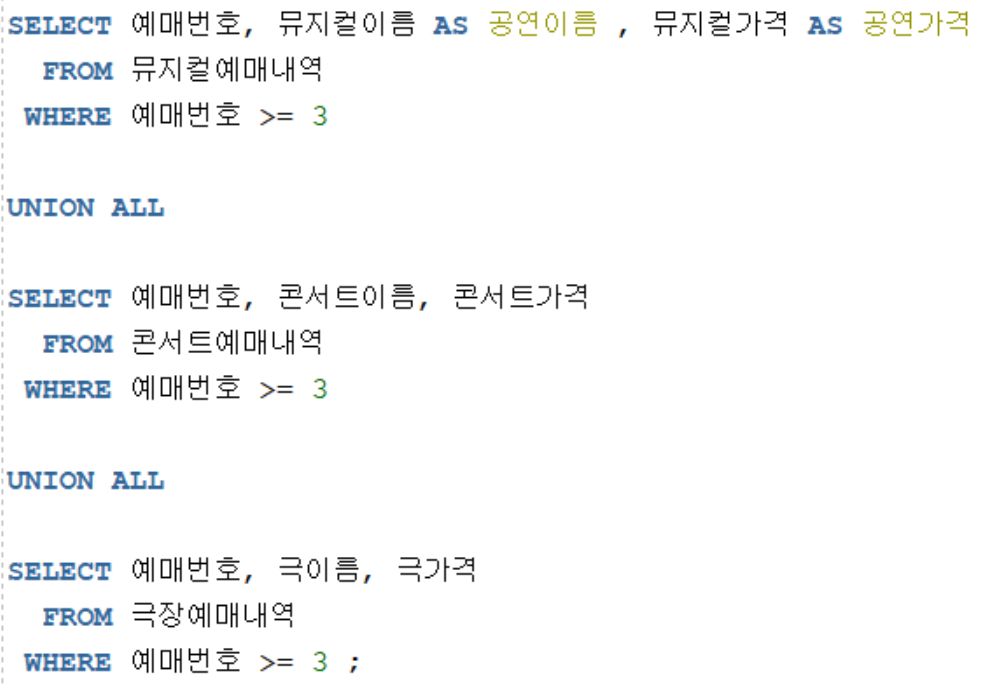 SELECT 예매번호, 뮤지컬이름 AS 공연이름 , 뮤지컬가격 AS 공연가격
FROM 뮤지컬예매내역
WHERE 예매번호 >= 3
UNION ALL
SELECT 예매번호, 콘서트이름, 콘서트가격
FROM 콘서트예매내역
WHERE 예매번호 >= 3
UNION ALL
SELECT 예매번호, 극이름, 극가격
FROM 극장예매내역
WHERE 예매번호 >= 3 ;